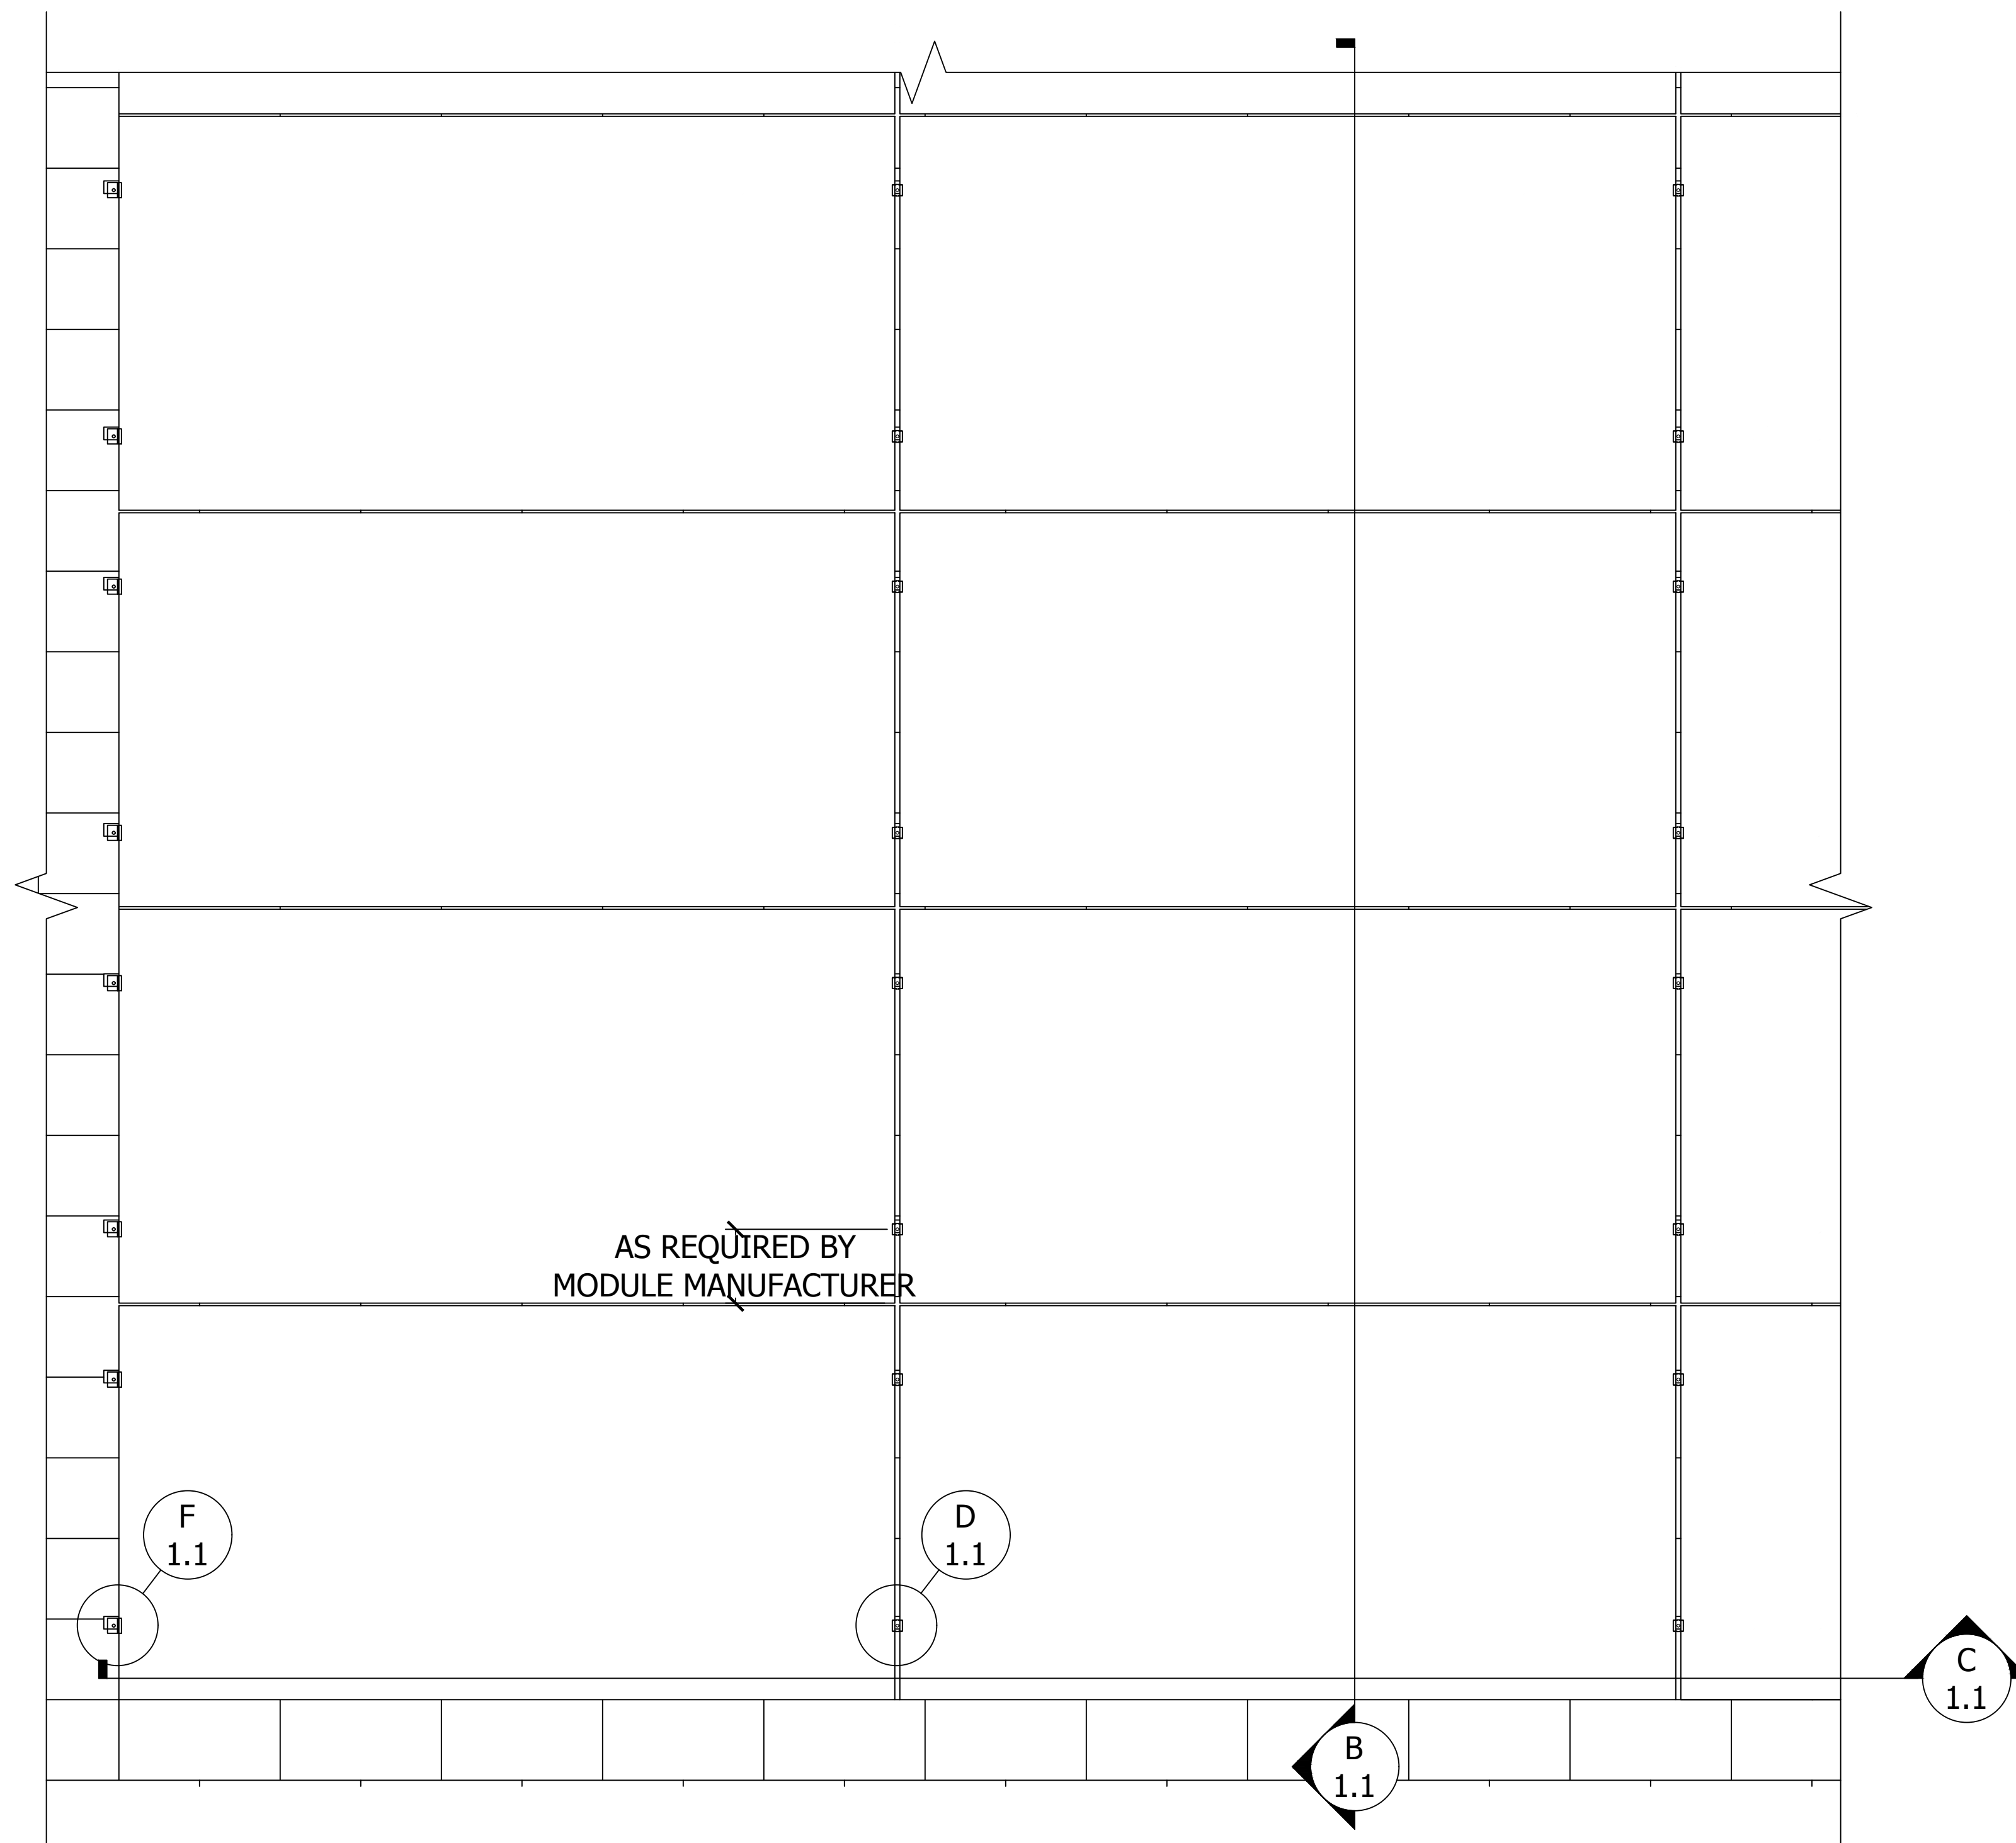 AS REQUIRED BY
MODULE MANUFACTURER
F
1.1
D
1.1
C
1.1
B
1.1